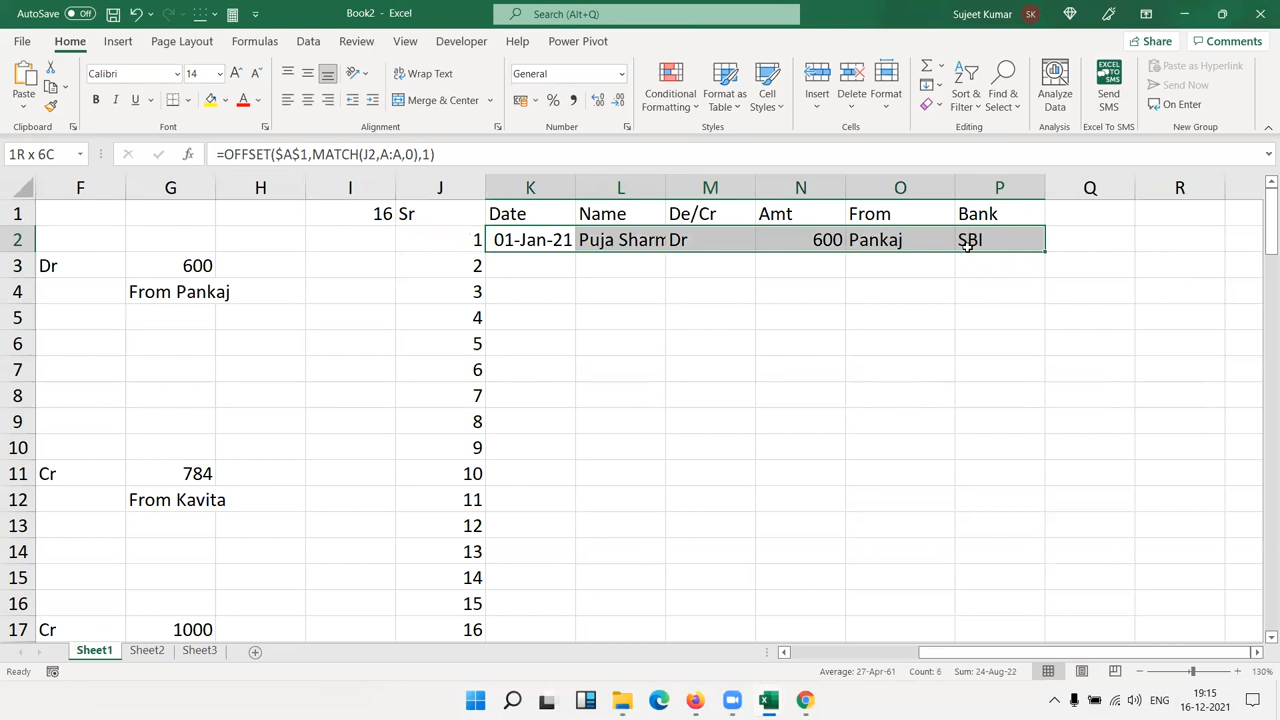 AutoSave Off Book2 - Excel Search (Alt+Q) Sujeet Kumar SK
File Home Insert Page Layout Formulas Data Review View Developer Help Power Pivot Share Comments
Paste Calibri 14 Wrap Text General Conditional Formatting Format as Table Cell Styles Insert Delete Format Sort & Filter Find & Select Analyze Data Send SMS Paste as Hyperlink
Send Now
B I U Merge & Center On Enter
Clipboard Font Alignment Number Styles Cells Editing Analysis Excel To SMS New Group
1R x 6C fx =OFFSET($A$1,MATCH(J2,A:A,0),1)
F G H I J K L M N O P Q R
1 16 Sr Date Name De/Cr Amt From Bank
2 1 01-Jan-21 Puja Sharm Dr 600 Pankaj SBI
3 Dr 600 2
4 From Pankaj 3
5 4
6 5
7 6
8 7
9 8
10 9
11 Cr 784 10
12 From Kavita 11
13 12
14 13
15 14
16 15
17 Cr 1000 16
Sheet1 Sheet2 Sheet3
Ready Average: 27-Apr-61 Count: 6 Sum: 24-Aug-22 130%
ENG 19:15
16-12-2021